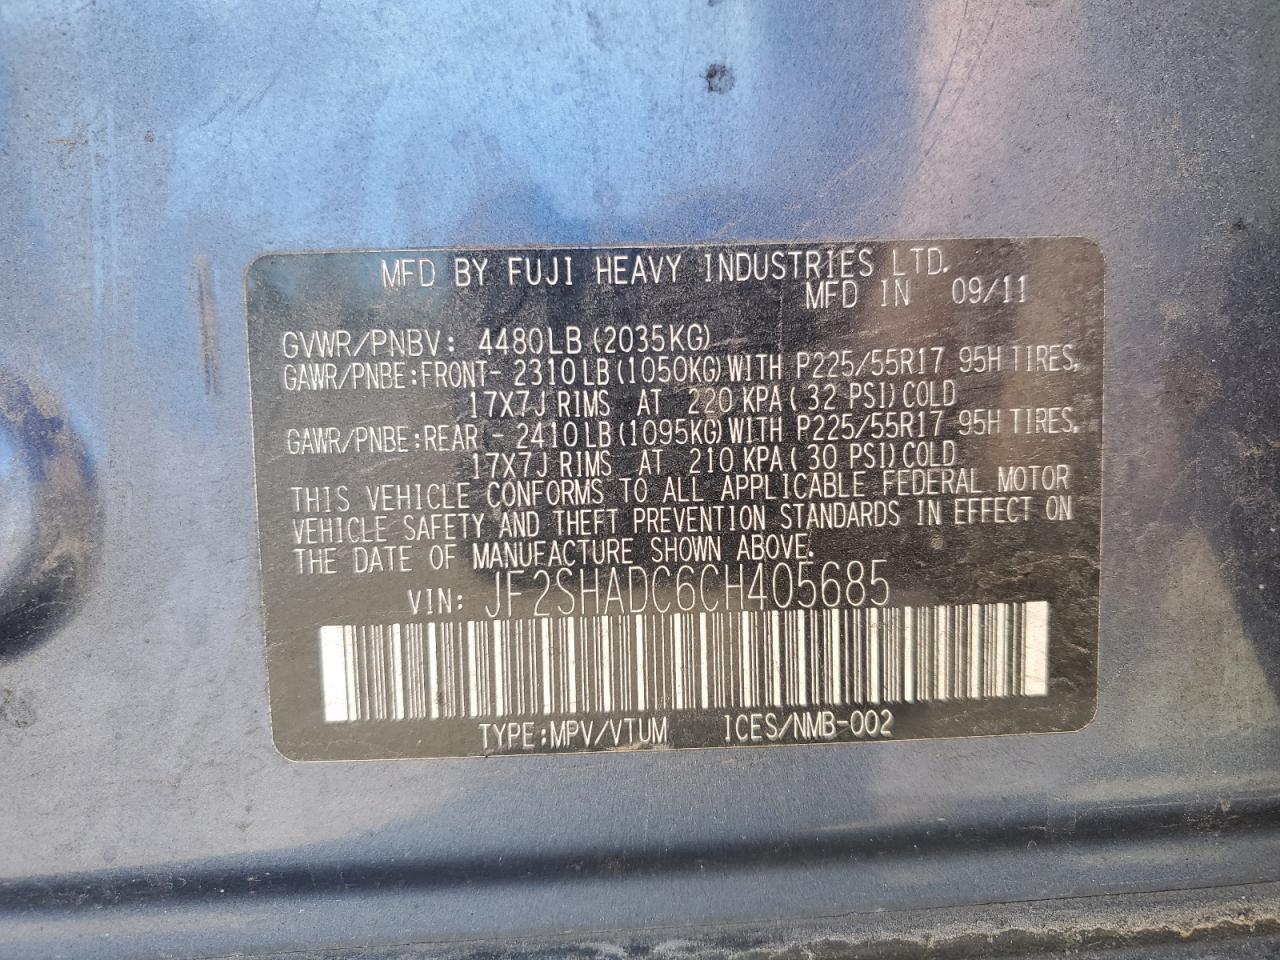 MFD BY FUJI HEAVY INDUSTRIES LTD.
MFD IN 09/11
GVWR/PNBV: 4480LB(2035KG)
GAWR/PNBE:FRONT- 2310LB(1050KG)WITH P225/55R17 95H TIRES,
17X7J RIMS AT 220 KPA(32 PSI)COLD
GAWR/PNBE:REAR - 2410LB(1095KG)WITH P225/55R17 95H TIRES,
17X7J RIMS AT 210 KPA(30 PSI)COLD
THIS VEHICLE CONFORMS TO ALL APPLICABLE FEDERAL MOTOR
VEHICLE SAFETY AND THEFT PREVENTION STANDARDS IN EFFECT ON
THE DATE OF MANUFACTURE SHOWN ABOVE.
VIN: JF2SHADC6CH405685
TYPE:MPV/VTUM ICES/NMB-002